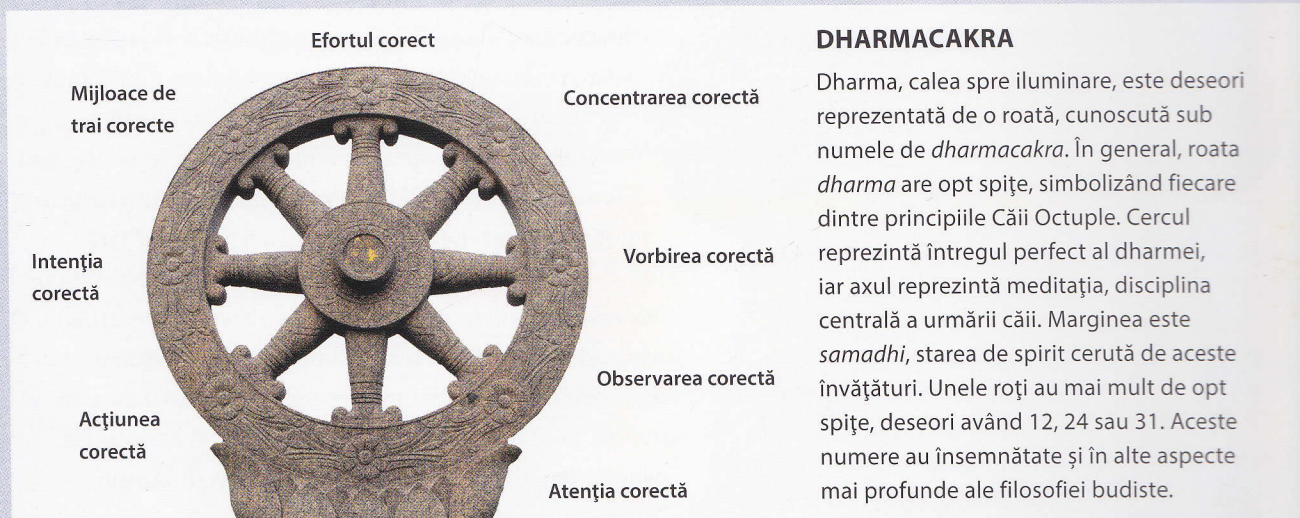 Efortul corect
Mijloace de
trai corecte
Concentrarea corectă
Intenţia
corectă
Vorbirea corectă
Observarea corectă
Acţiunea
corectă
Atenţia corectă
DHARMACAKRA
Dharma, calea spre iluminare, este deseori
reprezentată de o roată, cunoscută sub
numele de dharmacakra. În general, roata
dharma are opt spiţe, simbolizând fiecare
dintre principiile Căii Octuple. Cercul
reprezintă întregul perfect al dharmei,
iar axul reprezintă meditaţia, disciplina
centrală a urmării căii. Marginea este
samadhi, starea de spirit cerută de aceste
învăţături. Unele roţi au mai mult de opt
spiţe, deseori având 12, 24 sau 31. Aceste
numere au însemnătate și în alte aspecte
mai profunde ale filosofiei budiste.